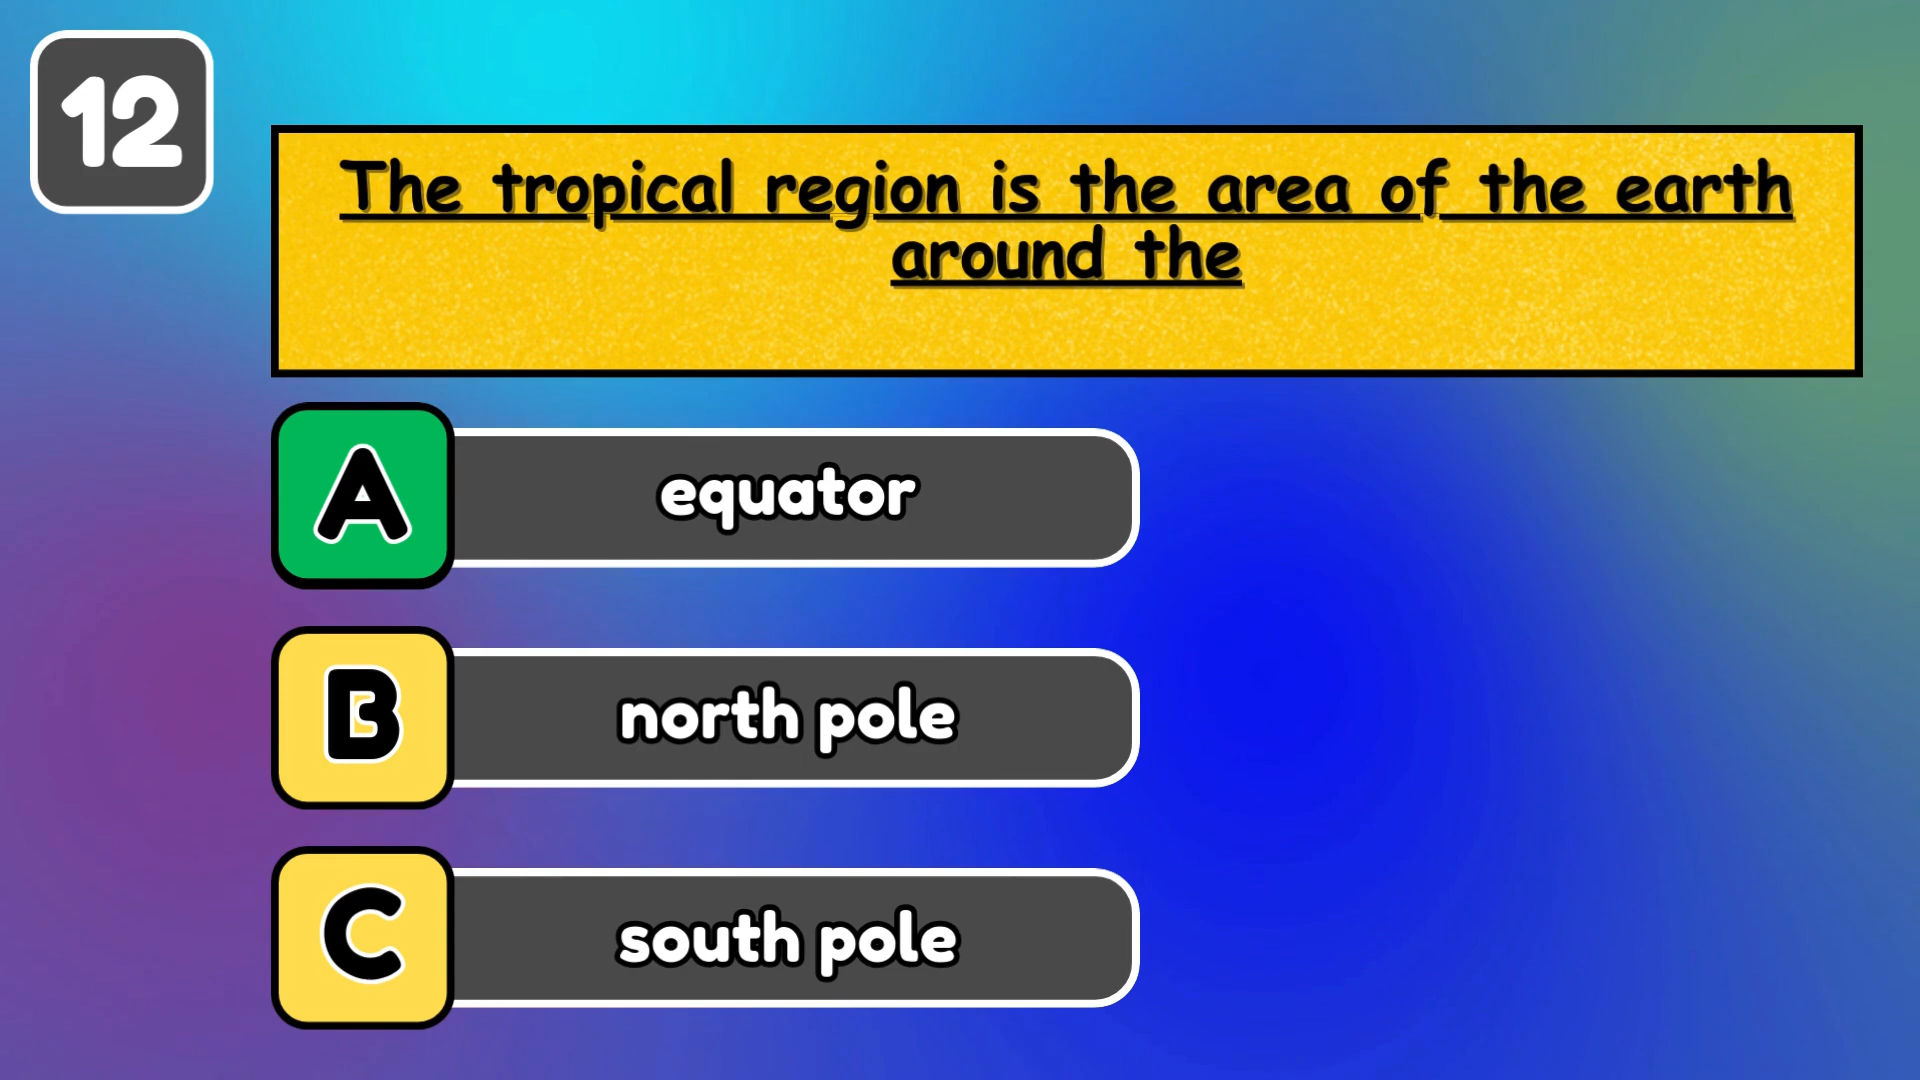 12
The tropical region is the area of the earth
around the
A
equator
B
north pole
C
south pole